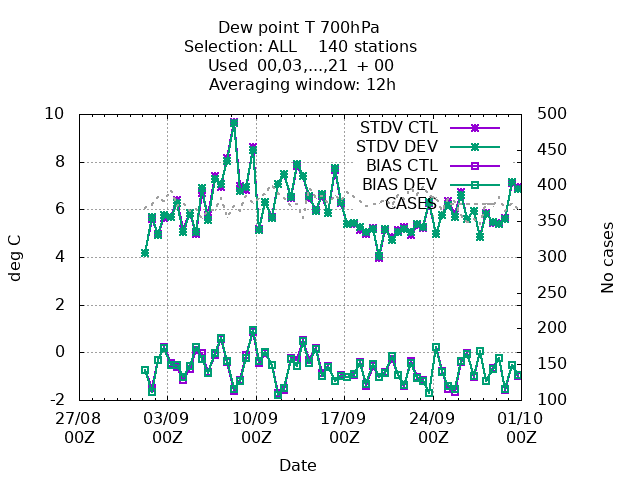 Dew point T 700hPa
Selection: ALL    140 stations
Used  00,03,...,21  + 00
Averaging window: 12h
10 500
STDV CTL
STDV DEV
450
8
BIAS CTL
400
BIAS DEV
CASES
6 350
deg C
4 300
No cases
250
2
200
0 150
-2 100
27/08 03/09 10/09 17/09 24/09 01/10
00Z 00Z 00Z 00Z 00Z 00Z
Date